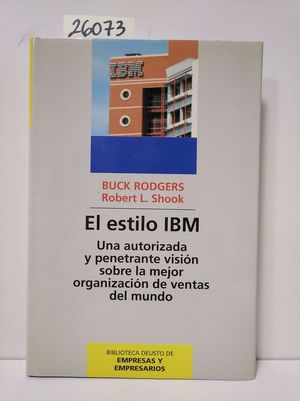 26073
IBM
BUCK RODGERS
Robert L. Shook
El estilo IBM
Una autorizada
y penetrante visión
sobre la mejor
organización de ventas
del mundo
BIBLIOTECA DEUSTO DE
EMPRESAS Y
EMPRESARIOS